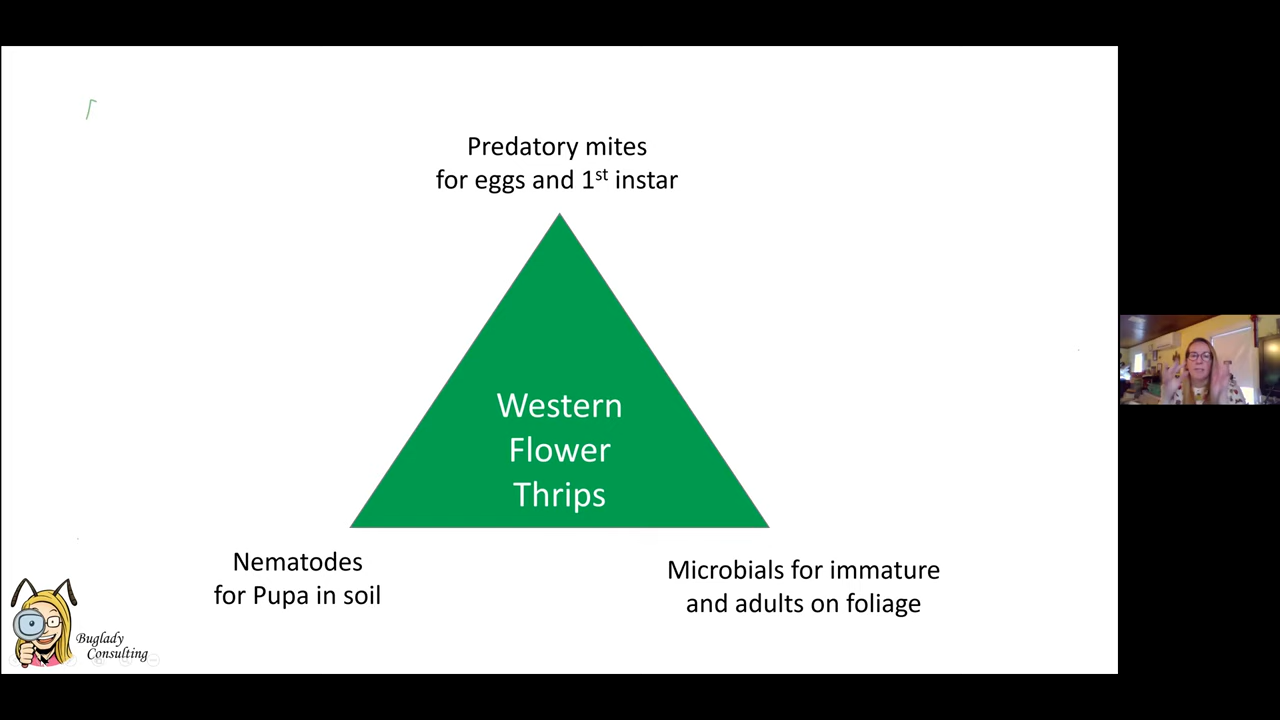 Predatory mites
for eggs and 1st instar
Western
Flower
Thrips
Nematodes
for Pupa in soil
Microbials for immature
and adults on foliage
Buglady
Consulting